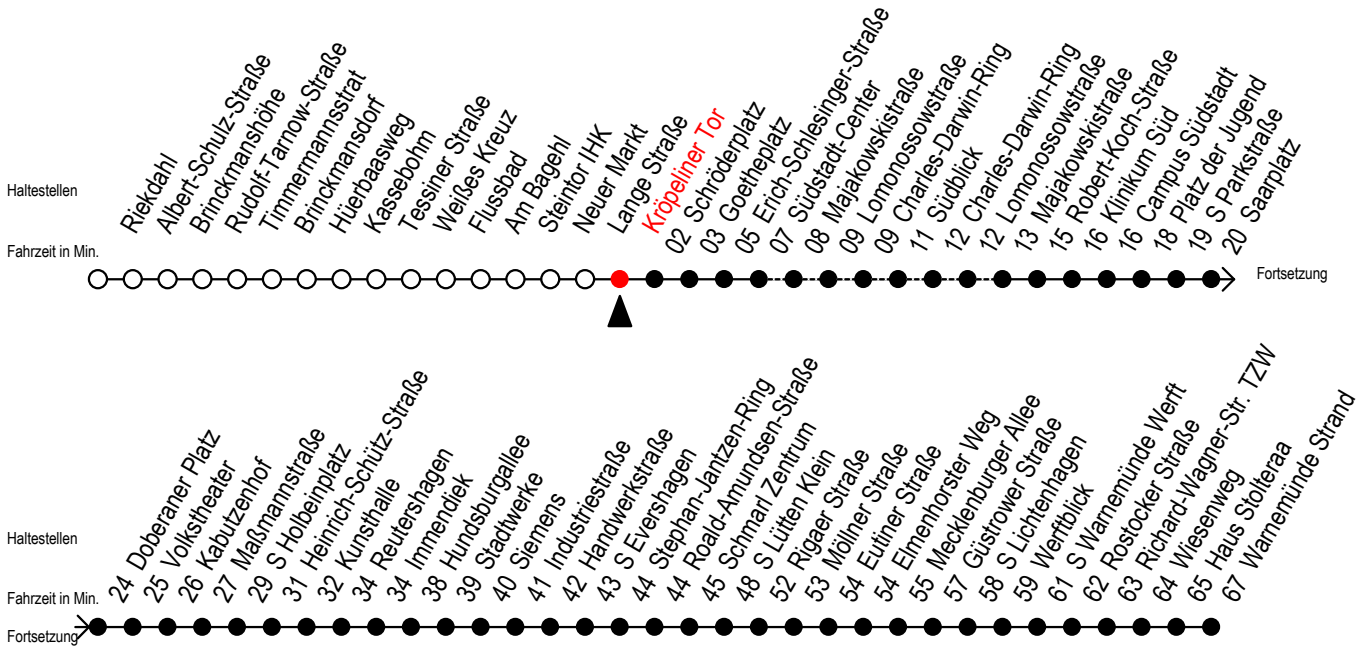 Haltestellen
Fahrzeit in Min.
Riekdahl
Albert-Schulz-Straße
Brinckmanshöhe
Rudolf-Tarnow-Straße
Timmermannsstrat
Brinckmansdorf
Hüerbaasweg
Kassebohm
Tessiner Straße
Weißes Kreuz
Flussbad
Am Bagehl
Steintor IHK
Neuer Markt
Lange Straße
Kröpeliner Tor
02 Schröderplatz
03 Goetheplatz
05 Erich-Schlesinger-Straße
07 Südstadt-Center
08 Majakowskistraße
09 Lomonossowstraße
09 Charles-Darwin-Ring
11 Südblick
12 Charles-Darwin-Ring
12 Lomonossowstraße
13 Majakowskistraße
15 Robert-Koch-Straße
16 Klinikum Süd
16 Campus Südstadt
18 Platz der Jugend
19 S Parkstraße
20 Saarplatz
Fortsetzung
Haltestellen
Fahrzeit in Min.
Fortsetzung
24 Doberaner Platz
25 Volkstheater
26 Kabutzenhof
27 Maßmannstraße
29 S Holbeinplatz
31 Heinrich-Schütz-Straße
32 Kunsthalle
34 Reutershagen
34 Immendiek
38 Hundsburgallee
39 Stadtwerke
40 Siemens
41 Industriestraße
42 Handwerkstraße
43 S Evershagen
44 Stephan-Jantzen-Ring
44 Roald-Amundsen-Straße
45 Schmarl Zentrum
48 S Lütten Klein
52 Rigaer Straße
53 Möllner Straße
54 Eutiner Straße
54 Elmenhorster Weg
55 Mecklenburger Allee
57 Güstrower Straße
58 S Lichtenhagen
59 Werftblick
61 S Warnemünde Werft
62 Rostocker Straße
63 Richard-Wagner-Str. TZW
64 Wiesenweg
65 Haus Stolteraa
67 Warnemünde Strand